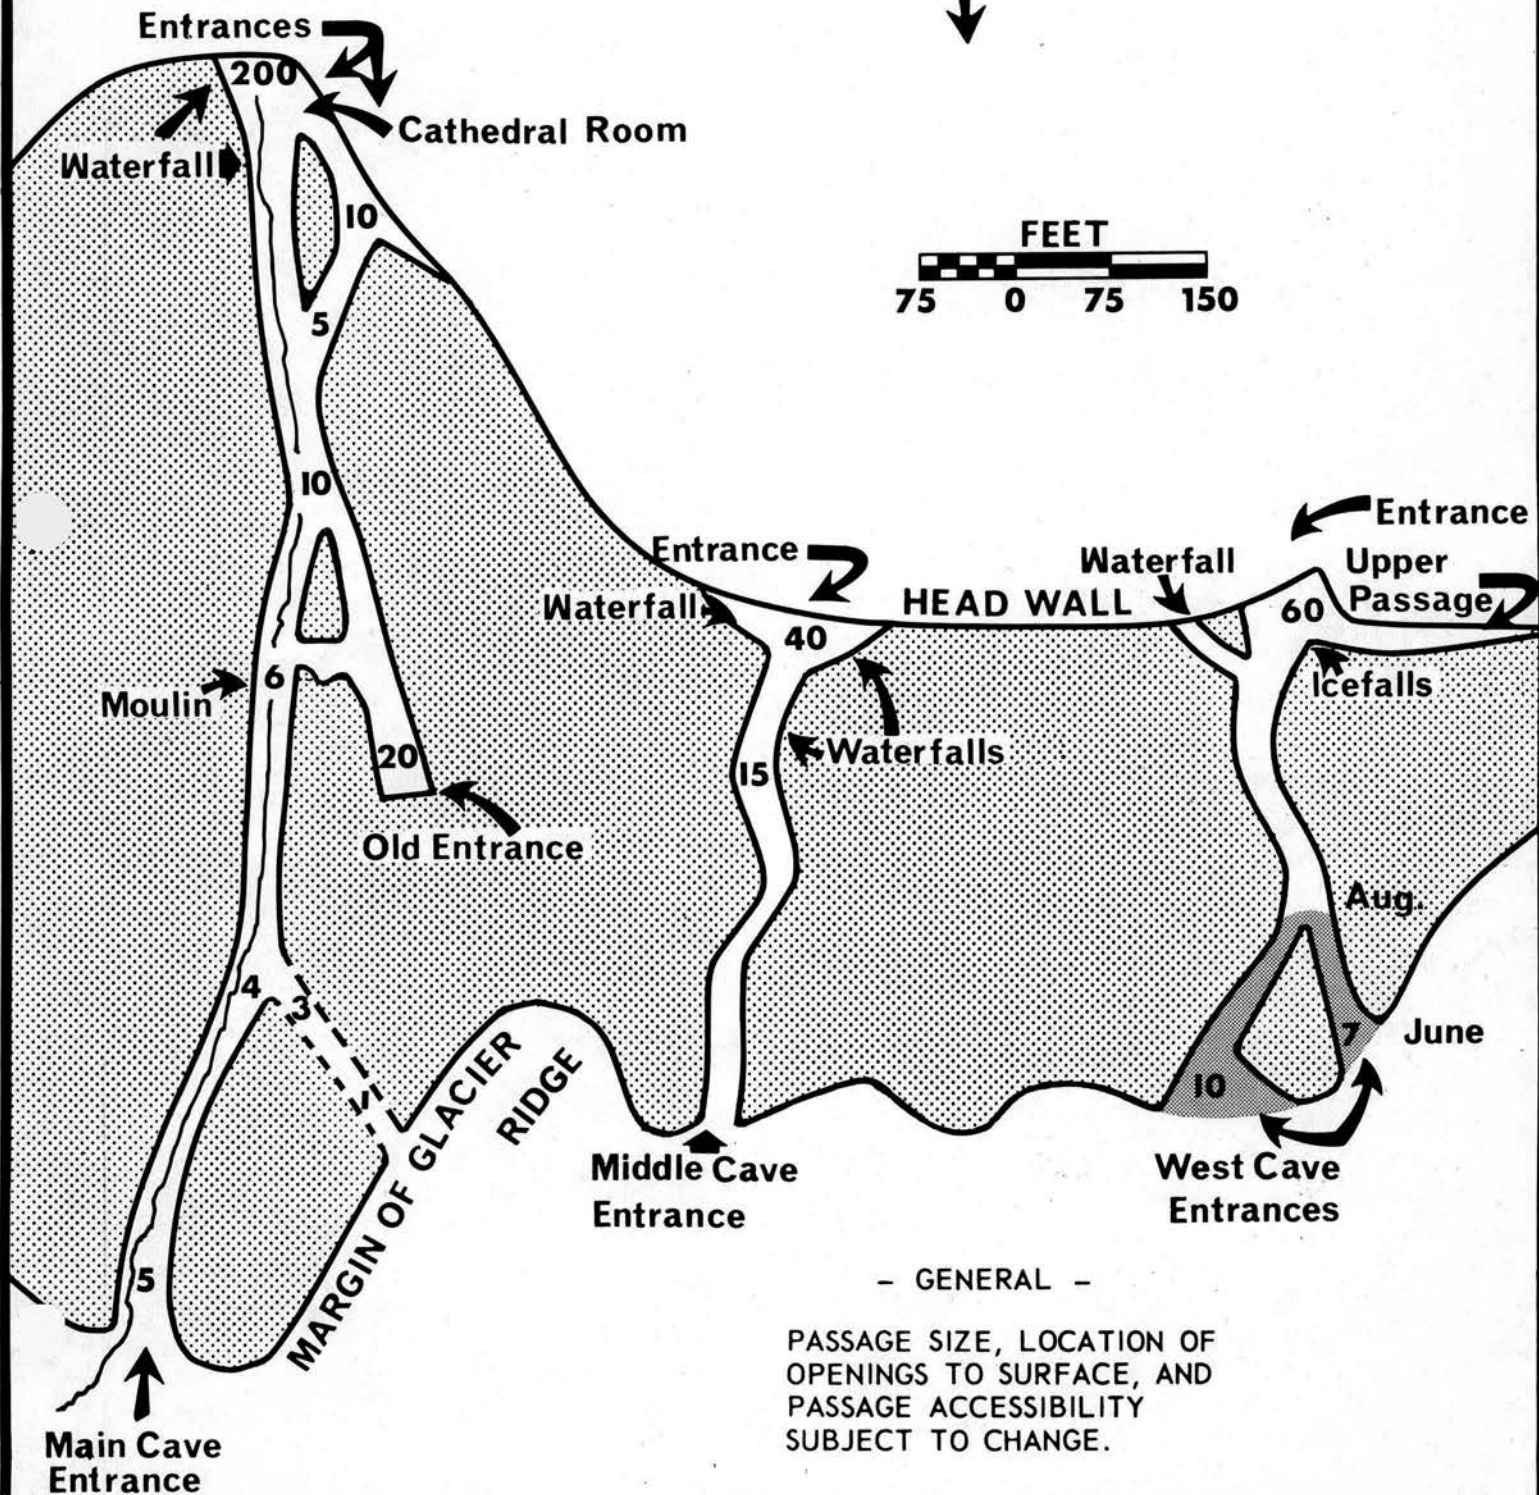 Entrances
200
Cathedral Room
Waterfall
10
FEET
75 0 75 150
5
10
Entrance
Entrance
Waterfall
Upper
Passage
Waterfall
HEAD WALL
60
40
Icefalls
Moulin
6
Waterfalls
20
15
Old Entrance
Aug.
4
3
7
June
10
MARGIN OF GLACIER
RIDGE
Middle Cave
Entrance
West Cave
Entrances
5
- GENERAL -
PASSAGE SIZE, LOCATION OF
OPENINGS TO SURFACE, AND
PASSAGE ACCESSIBILITY
SUBJECT TO CHANGE.
Main Cave
Entrance